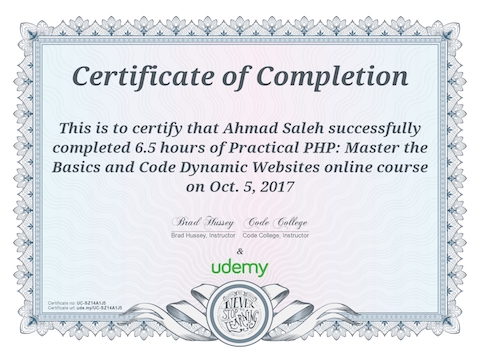 Certificate of Completion
This is to certify that Ahmad Saleh successfully
completed 6.5 hours of Practical PHP: Master the
Basics and Code Dynamic Websites online course
on Oct. 5, 2017
Brad Hussey Code College
Brad Hussey, Instructor Code College, Instructor
&
udemy
Certificate no: UC-SZ14A1J5
Certificate url: ude.my/UC-SZ14A1J5
NEVER
STOP
LEARNING